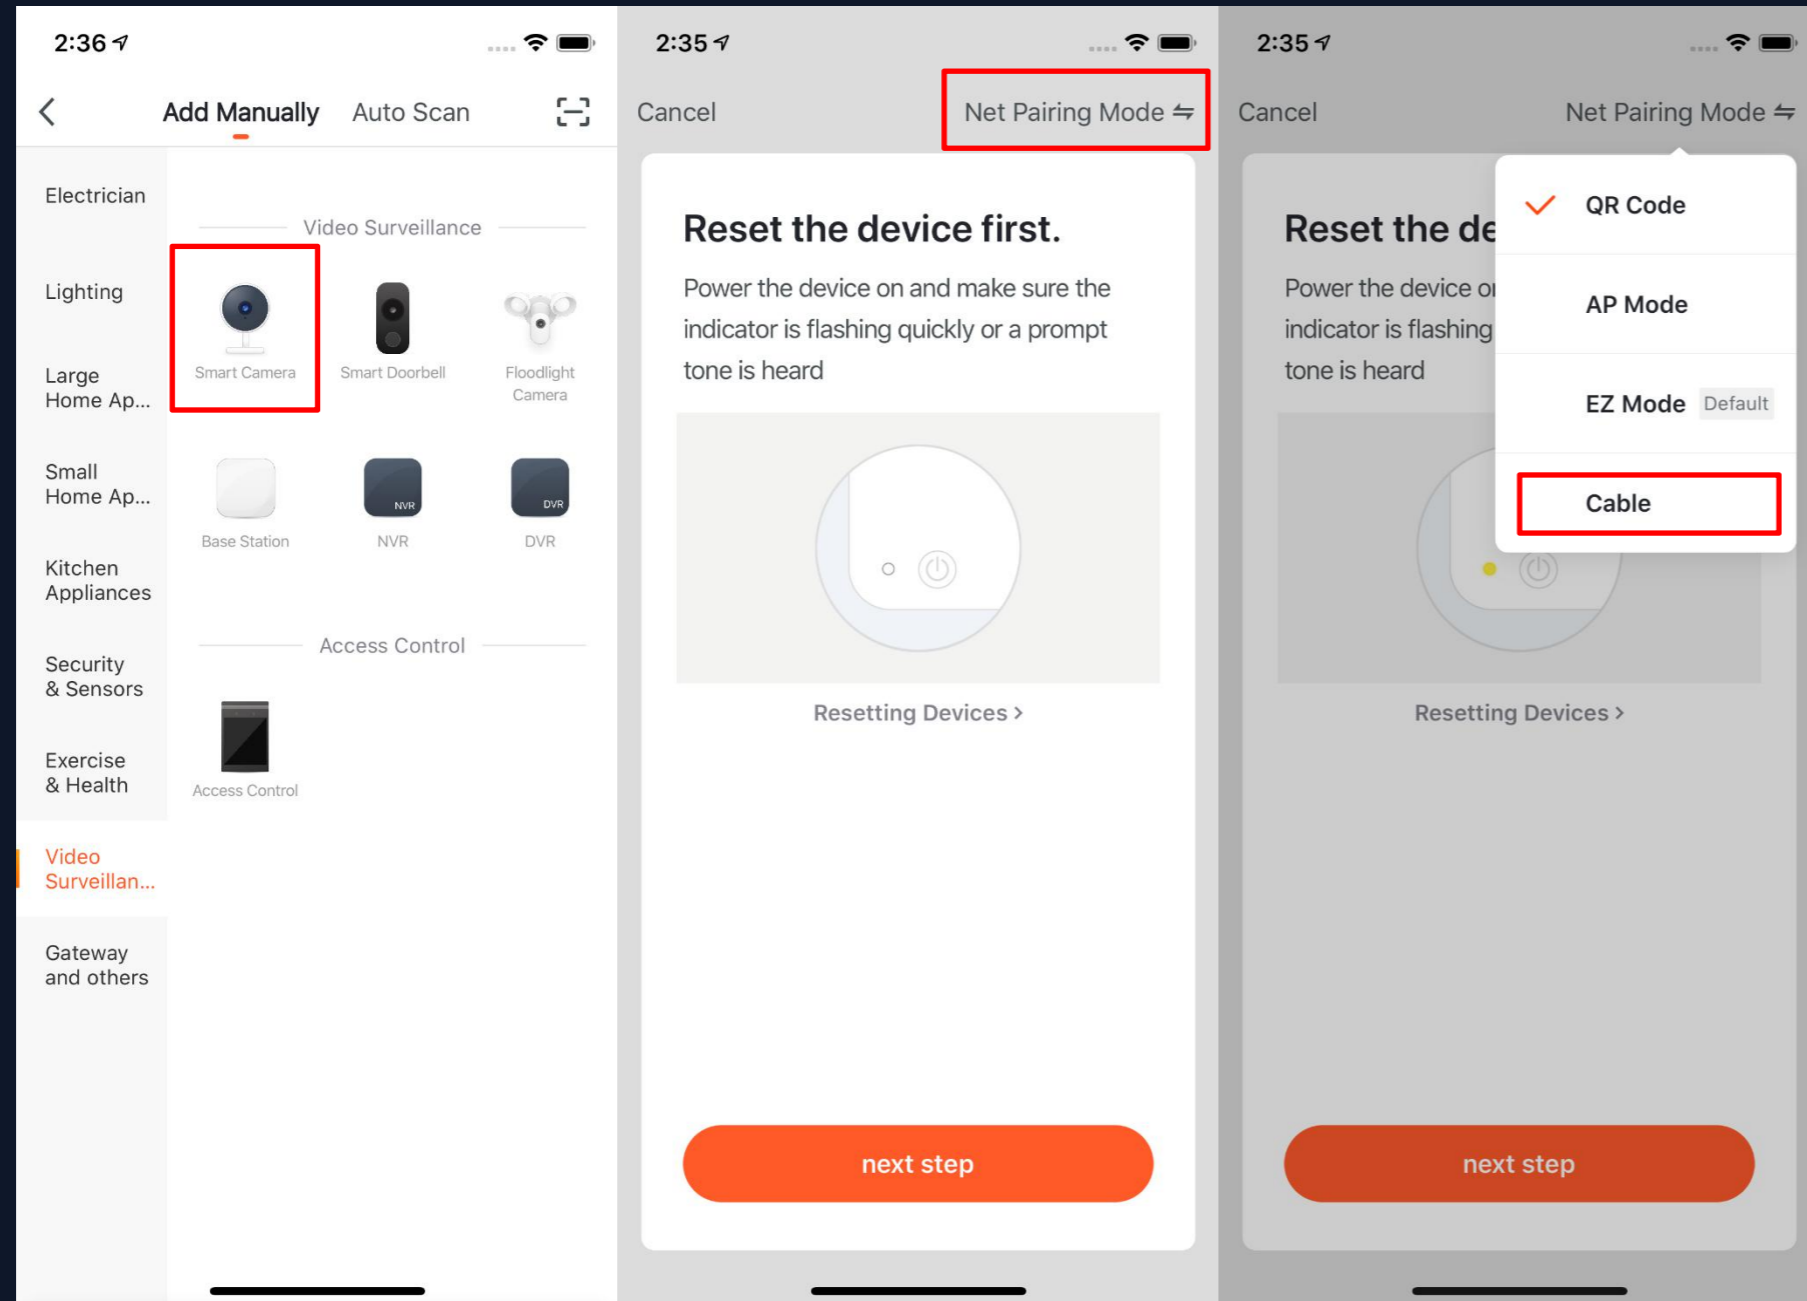 2:36
Add Manually Auto Scan
Electrician
Lighting
Large
Home Ap...
Small
Home Ap...
Kitchen
Appliances
Security
& Sensors
Exercise
& Health
Video
Surveillan...
Gateway
and others
Video Surveillance
Smart Camera
Smart Doorbell
Floodlight
Camera
Base Station
NVR
NVR
DVR
DVR
Access Control
Access Control
2:35
Cancel
Net Pairing Mode
Reset the device first.
Power the device on and make sure the
indicator is flashing quickly or a prompt
tone is heard
Resetting Devices >
next step
2:35
Cancel
Net Pairing Mode
Reset the de
Power the device o
indicator is flashing
tone is heard
QR Code
AP Mode
EZ Mode Default
Cable
Resetting Devices >
next step